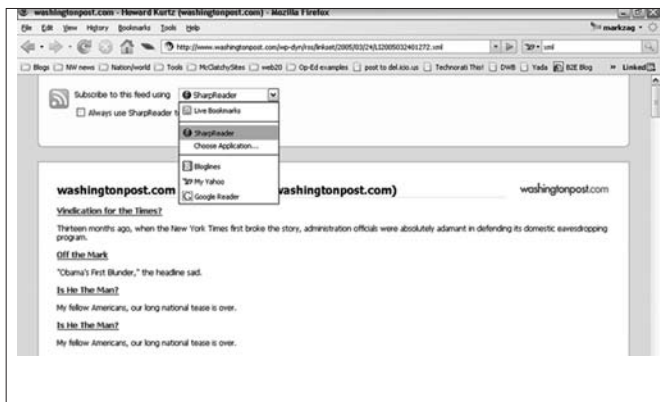 washingtonpost.com - Howard Kurtz (washingtonpost.com) - Mozilla Firefox
File Edit View History Bookmarks Tools Help
markzag
http://www.washingtonpost.com/wp-dyn/rss/linkset/2005/03/24/LI2005032401272.xml
xml
Blogs NW news Nation/world Tools McClatchySites web20 Op-Ed examples post to del.icio.us Technorati This! DWB Yada B2E Blog » Linked
Subscribe to this feed using SharpReader
Always use SharpReader t
Live Bookmarks
SharpReader
Choose Application...
Bloglines
My Yahoo
Google Reader
washingtonpost.com washingtonpost.com)
washingtonpost.com
Vindication for the Times?
Thirteen months ago, when the New York Times first broke the story, administration officials were absolutely adamant in defending its domestic eavesdropping
program.
Off the Mark
"Obama's First Blunder," the headline said.
Is He The Man?
My fellow Americans, our long national tease is over.
Is He The Man?
My fellow Americans, our long national tease is over.